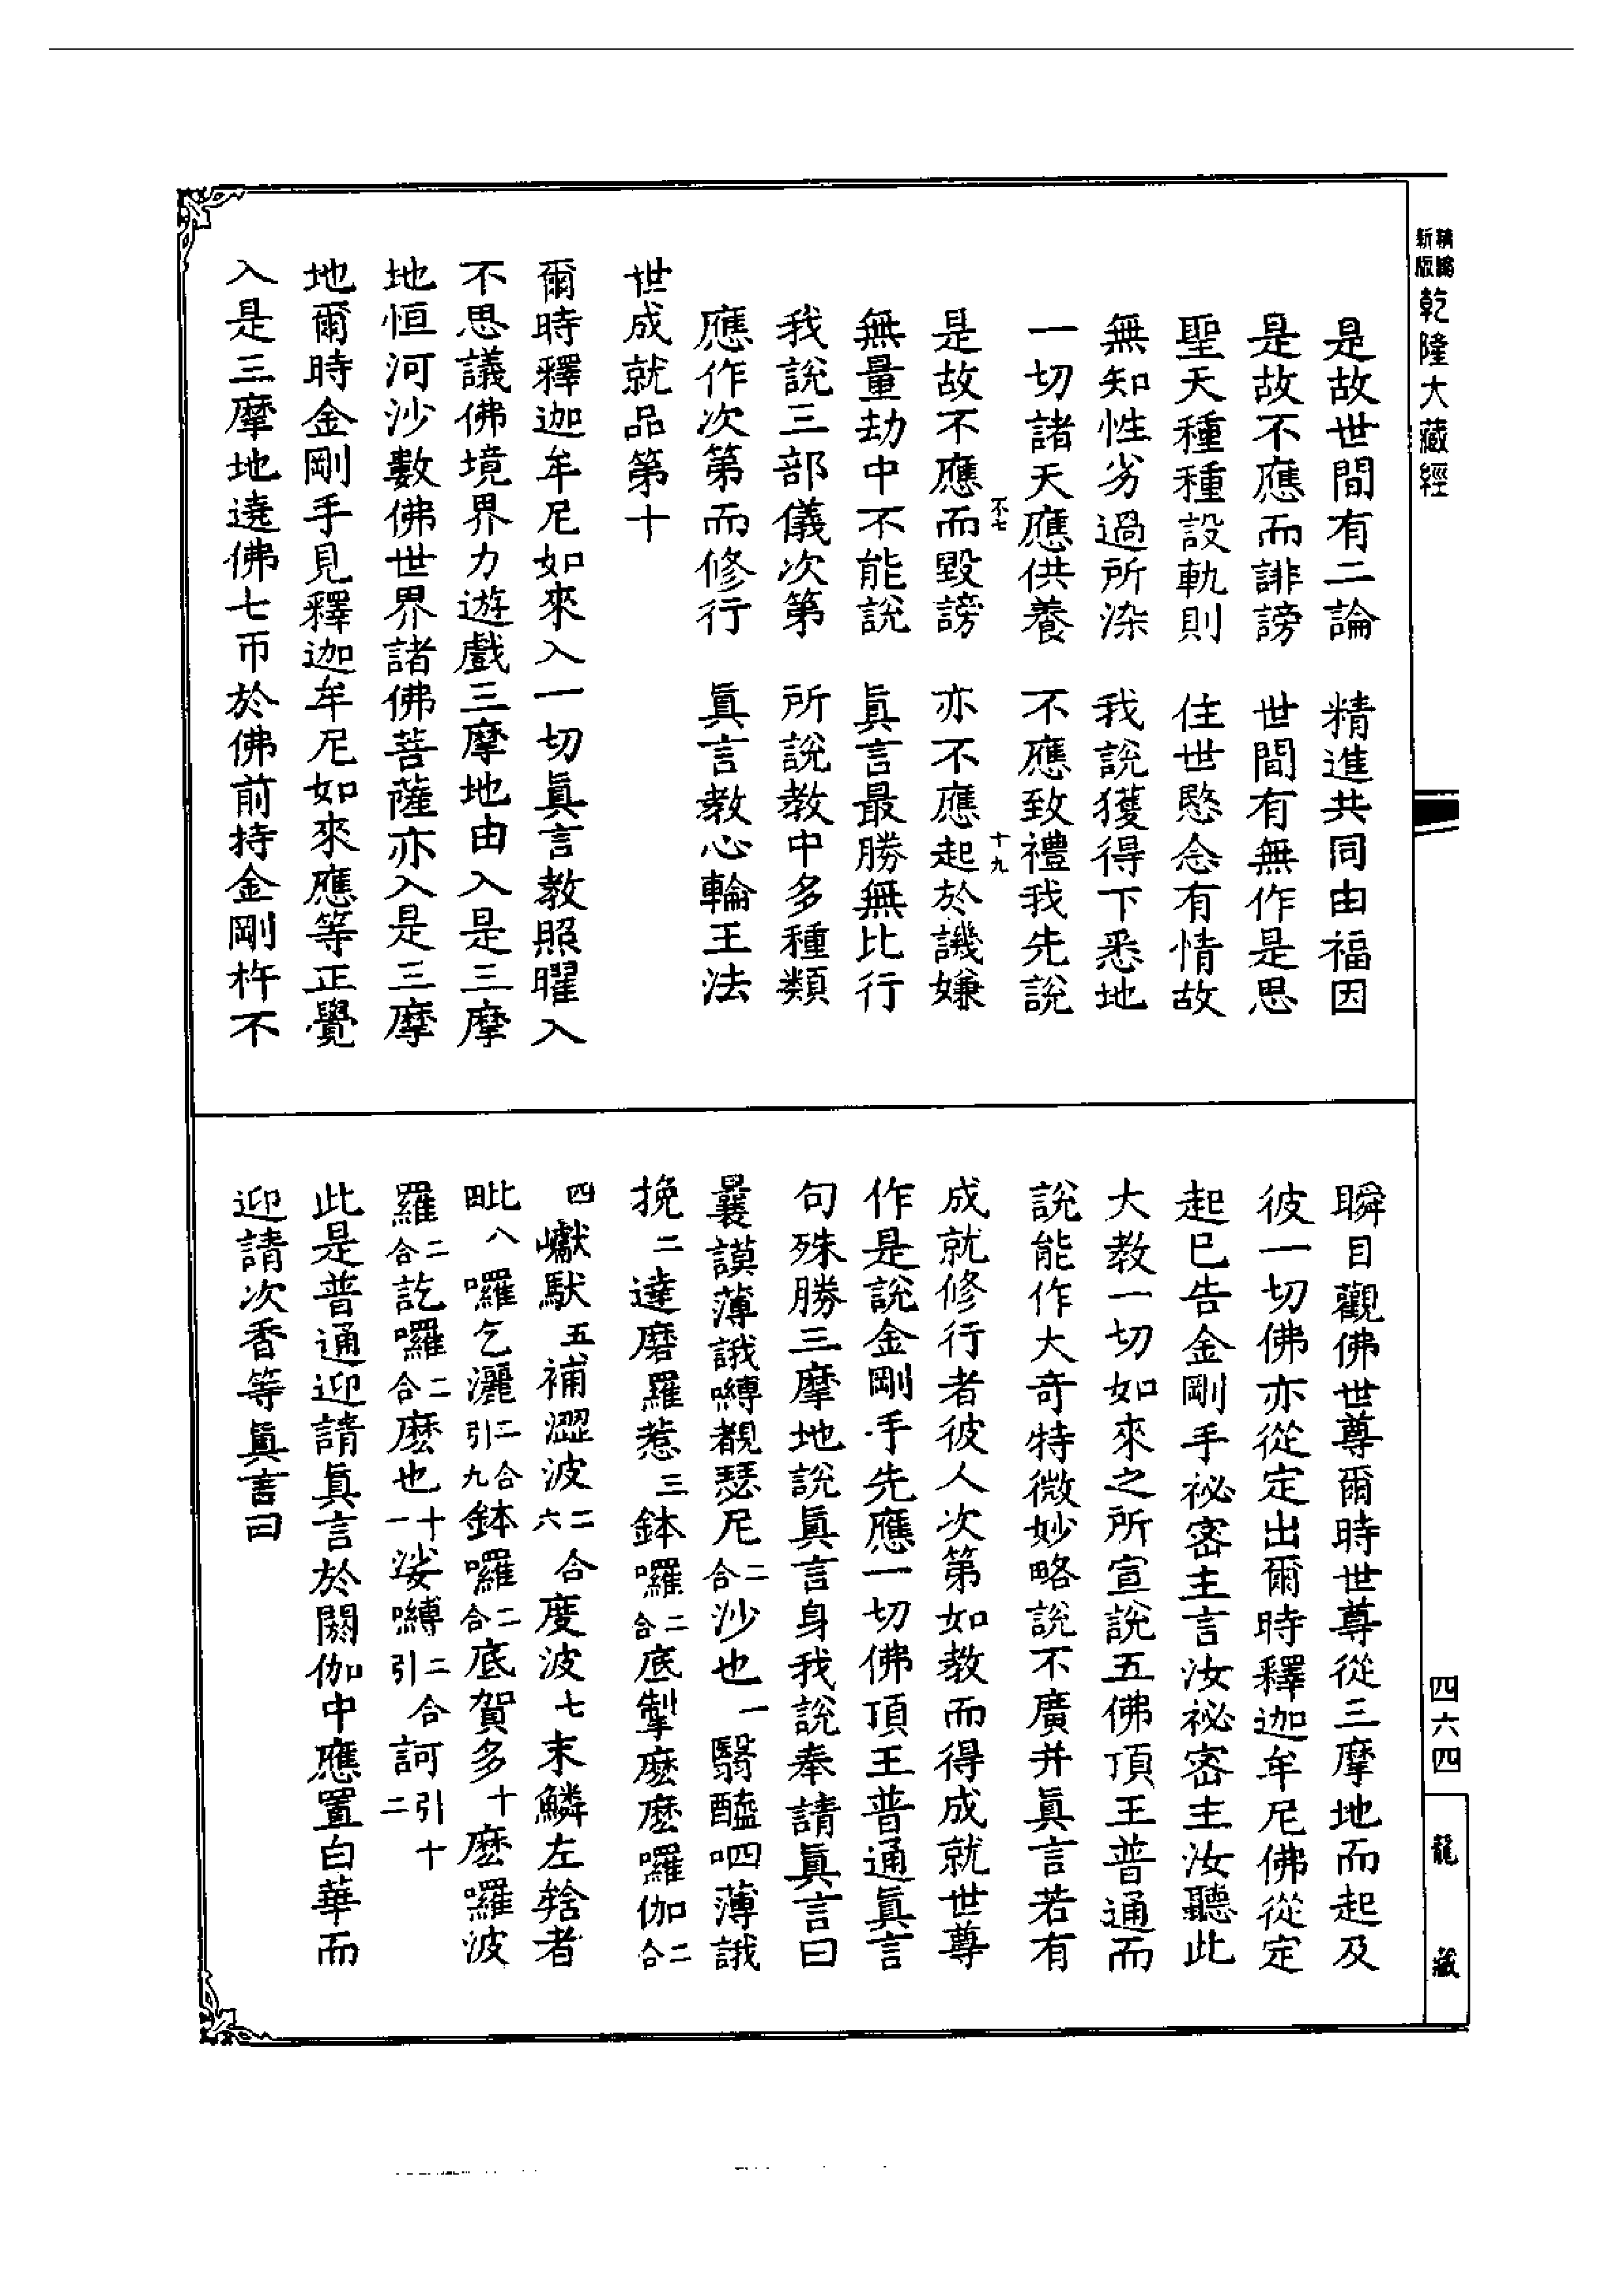 新版 精縮 乾隆大藏經
是故世間有二論　精進共同由福因
是故不應而誹謗　世間有無作是思
聖天種種設軌則　住世愍念有情故
無知性劣過所染　我說獲得下悉地
一切諸天應供養　不應致禮我先說
不七　十九
是故不應而毀謗　亦不應起於譏嫌
無量劫中不能說　眞言最勝無比行
我說三部儀次第　所說教中多種類
應作次第而修行　眞言教心輪王法
世成就品第十
爾時釋迦牟尼如來入一切眞言教照曜入
不思議佛境界力遊戲三摩地由入是三摩
地恒河沙數佛世界諸佛菩薩亦入是三摩
地爾時金剛手見釋迦牟尼如來應等正覺
入是三摩地遶佛七帀於佛前持金剛杵不
瞬目觀佛世尊爾時世尊從三摩地而起及
彼一切佛亦從定出爾時釋迦牟尼佛從定
起已告金剛手祕密主言汝祕密主汝聽此
大教一切如來之所宣說五佛頂王普通而
說能作大奇特微妙略說不廣并眞言若有
成就修行者彼人次第如教而得成就世尊
作是說金剛手先應一切佛頂王普通眞言
句殊勝三摩地說眞言身我說奉請眞言曰
曩謨薄誐嚩覩瑟尼二合沙也一翳醯呬薄誐
挽二達磨羅惹三鉢囉二合底掣麽麽囉伽二合
四巘䭾五補澀波二合六度波七末鱗左捨者
毗八囉乞灑二合引九鉢囉二合底賀多十麽囉波
羅二合訖囉二合麽也十一娑嚩二合引訶引十二
此是普通迎請眞言於閼伽中應置白華而
迎請次香等眞言曰
四六四
龍藏